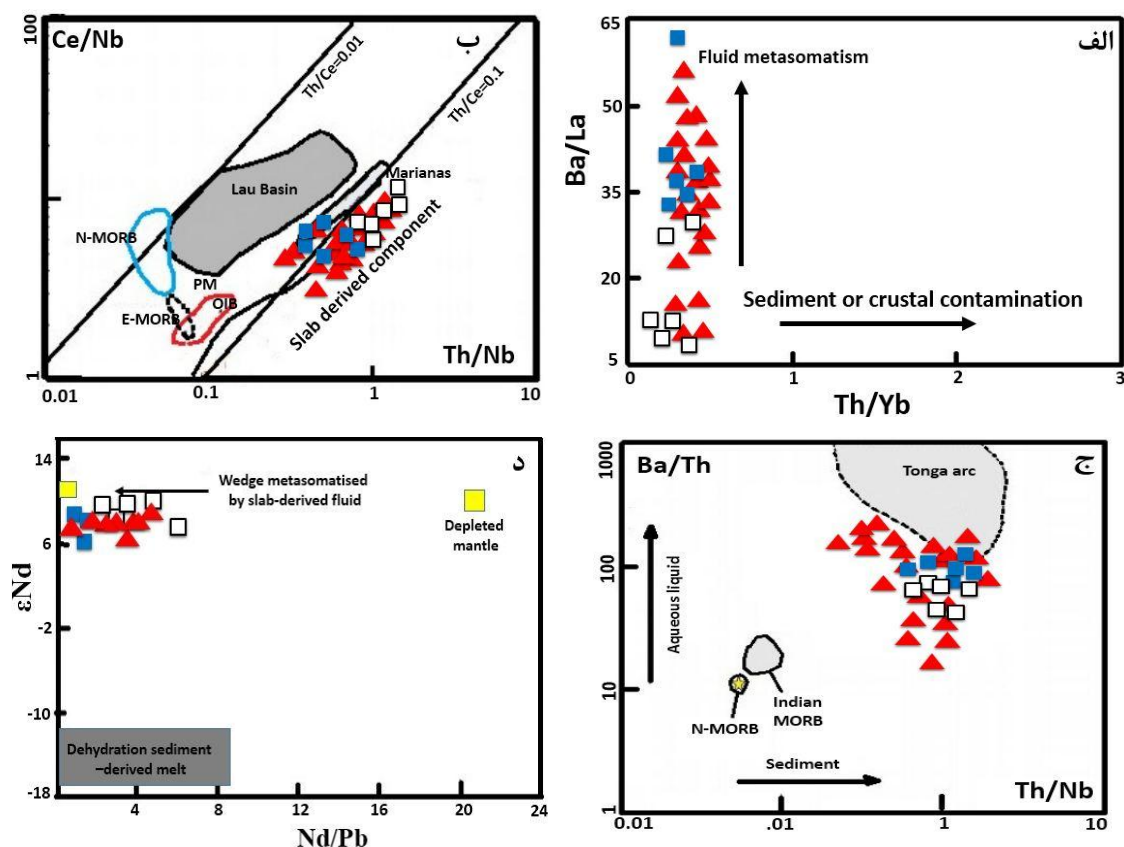 الف
65
50
35
20
5
Ba/La
Fluid metasomatism
Sediment or crustal contamination
0
1
2
3
Th/Yb
ب
100
Ce/Nb
Th/Ce=0.01
Th/Ce=0.1
Lau Basin
Marianas
N-MORB
PM
OIB
E-MORB
Slab derived component
Th/Nb
1
0.01
0.1
1
10
ج
1000
Ba/Th
Tonga arc
100
Aqueous liquid
10
Indian
MORB
N-MORB
Sediment
Th/Nb
1
0.01
.01
1
10
14
Wedge metasomatised
by slab-derived fluid
Depleted
mantle
6
εNd
-2
-10
Dehydration sediment
–derived melt
-18
4
8
12
16
20
24
Nd/Pb